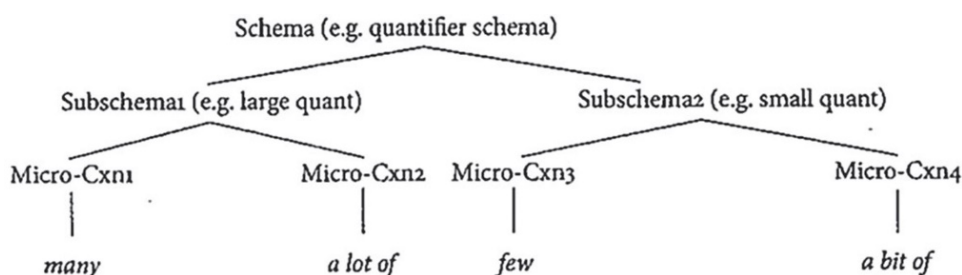 Schema (e.g. quantifier schema)
Subschema1 (e.g. large quant) Subschema2 (e.g. small quant)
Micro-Cxn1 Micro-Cxn2 Micro-Cxn3 Micro-Cxn4
many a lot of few a bit of